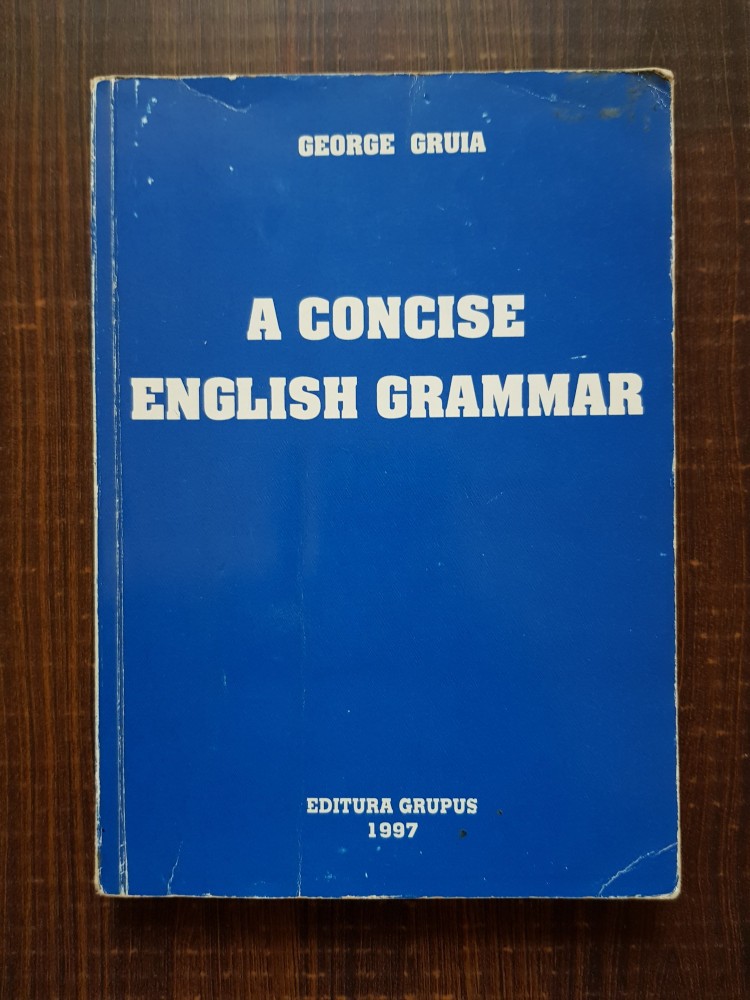 GEORGE GRUIA
A CONCISE
ENGLISH GRAMMAR
EDITURA GRUPUS
1997